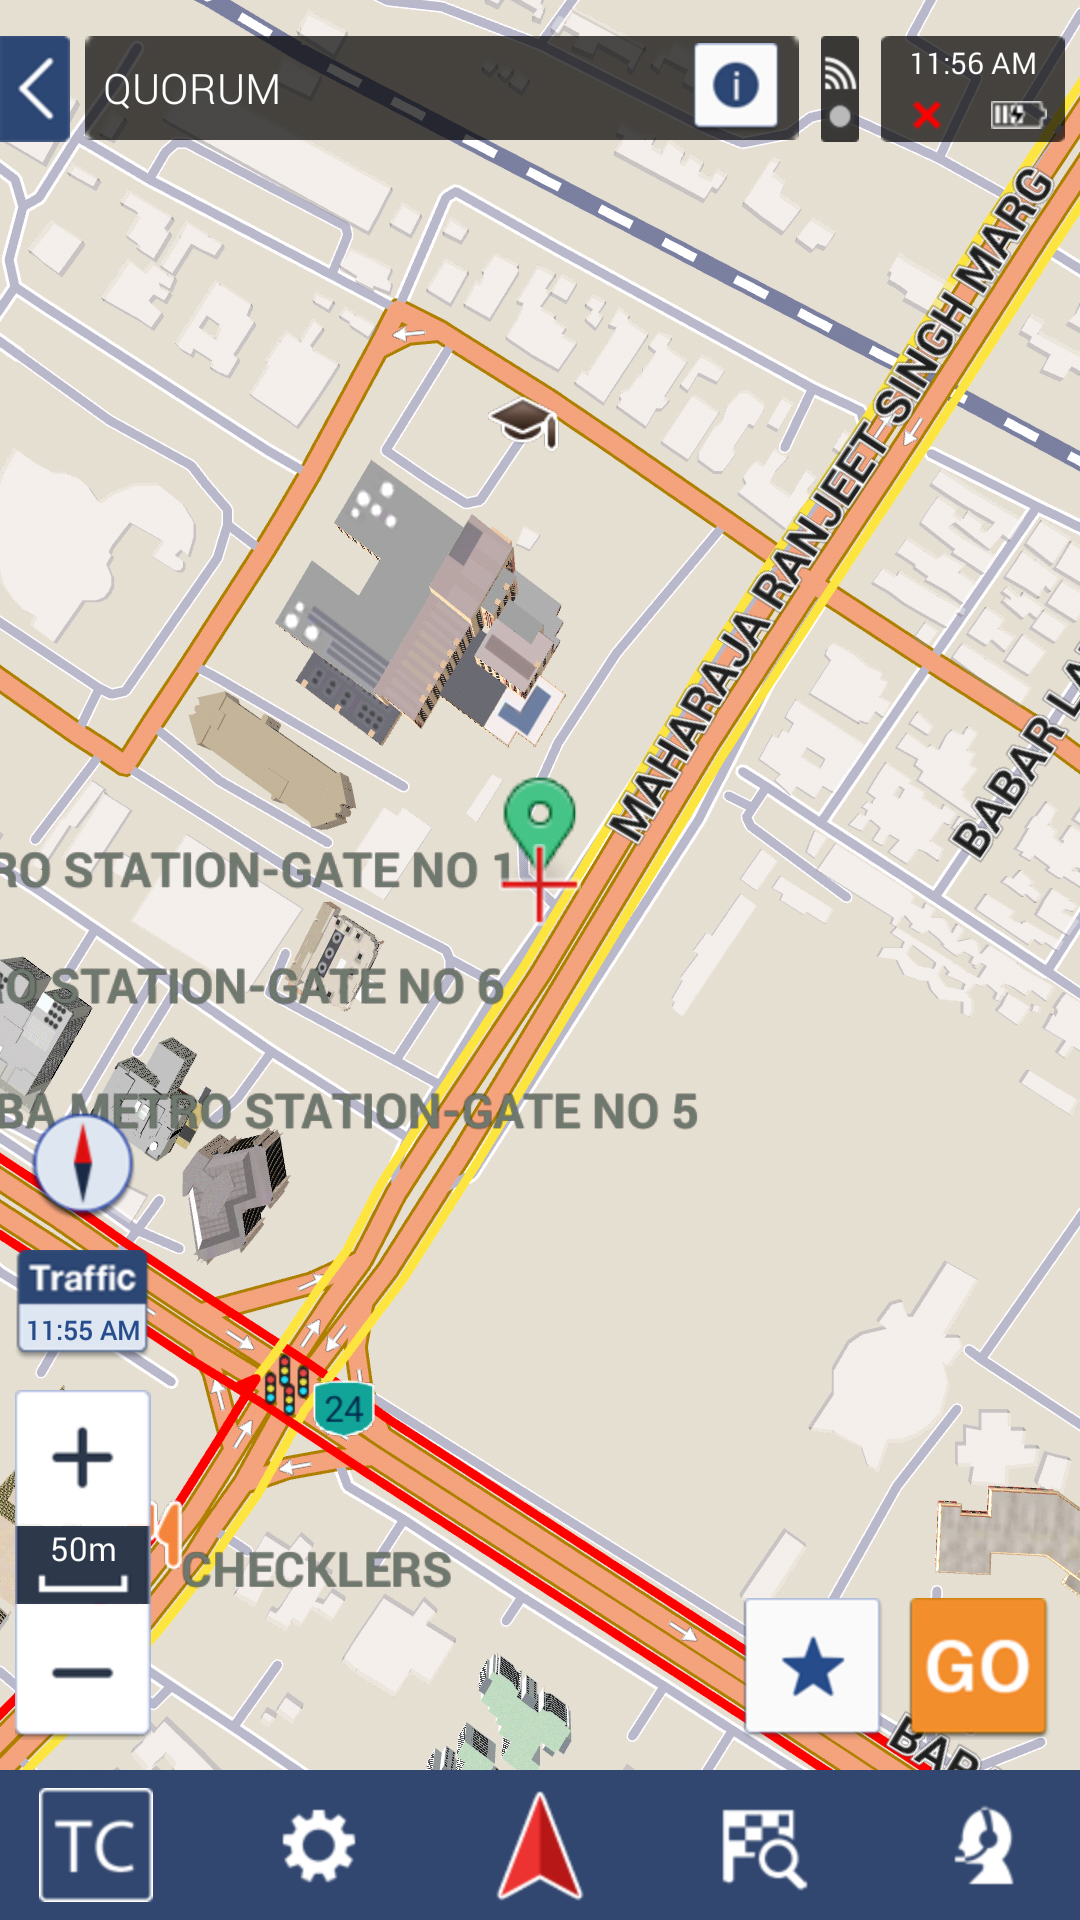 QUORUM
i
11:56 AM
MAHARAJA RANJEET SINGH MARG
BABAR
RO STATION-GATE NO 1
RO STATION-GATE NO 6
BA METRO STATION-GATE NO 5
Traffic
11:55 AM
24
50m
CHECKLERS
GO
BAR
TC